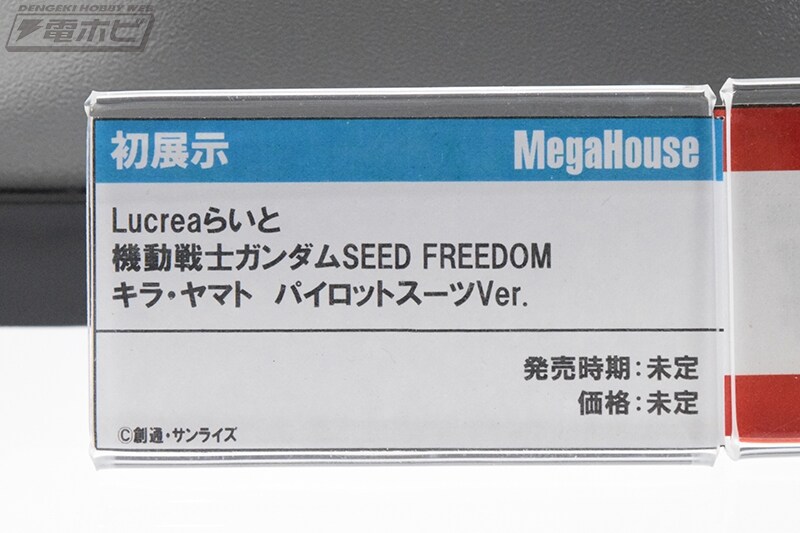 DENGEKI HOBBY WEB
電ホビ
初展示
MegaHouse
Lucreaらいと
機動戦士ガンダムSEED FREEDOM
キラ・ヤマト パイロットスーツVer.
発売時期：未定
価格：未定
©創通・サンライズ